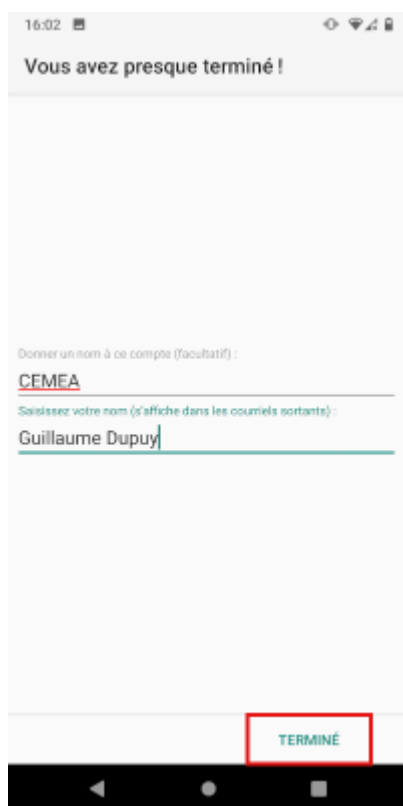 16:02
Vous avez presque terminé !
Donner un nom à ce compte (facultatif) :
CEMEA
Saisissez votre nom (s'affiche dans les courriels sortants) :
Guillaume Dupuy
TERMINÉ